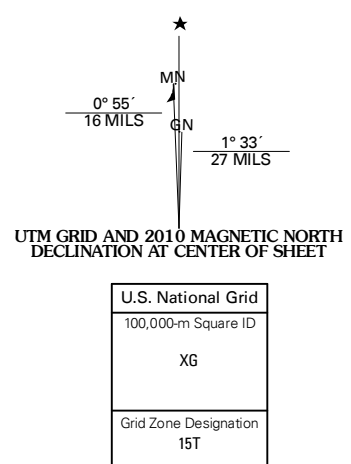 ★
MN
0° 55´
16 MILS
GN
1° 33´
27 MILS
UTM GRID AND 2010 MAGNETIC NORTH
DECLINATION AT CENTER OF SHEET
U.S. National Grid
100,000-m Square ID
XG
Grid Zone Designation
15T